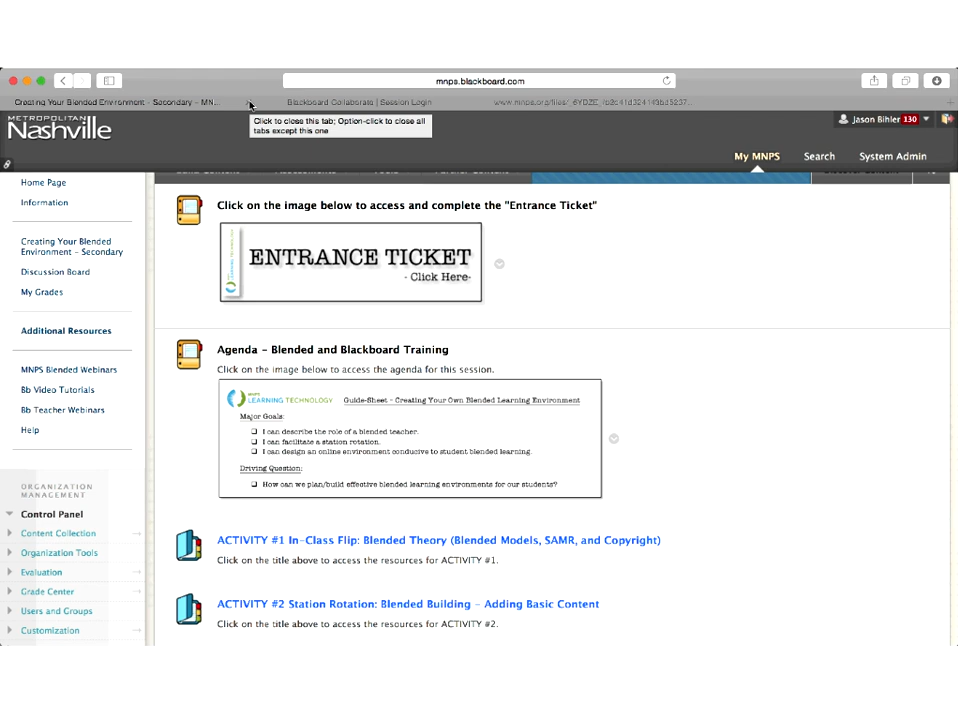 mnps.blackboard.com
Creating Your Blended Environment – Secondary – MN...
Blackboard Collaborate | Session Login
Click to close this tab; Option-click to close all
tabs except this one
METROPOLITAN
Nashville
Jason Bihler 130
My MNPS Search System Admin
Home Page
Information
Creating Your Blended
Environment – Secondary
Discussion Board
My Grades
Additional Resources
MNPS Blended Webinars
Bb Video Tutorials
Bb Teacher Webinars
Help
ORGANIZATION
MANAGEMENT
Control Panel
Content Collection
Organization Tools
Evaluation
Grade Center
Users and Groups
Customization
Click on the image below to access and complete the "Entrance Ticket"
LEARNING TECHNOLOGY
ENTRANCE TICKET
- Click Here-
Agenda – Blended and Blackboard Training
Click on the image below to access the agenda for this session.
MNPS
LEARNING TECHNOLOGY
Guide-Sheet - Creating Your Own Blended Learning Environment
Major Goals:
I can describe the role of a blended teacher.
I can facilitate a station rotation.
I can design an online environment conducive to student blended learning.
Driving Question:
How can we plan/build effective blended learning environments for our students?
ACTIVITY #1 In-Class Flip: Blended Theory (Blended Models, SAMR, and Copyright)
Click on the title above to access the resources for ACTIVITY #1.
ACTIVITY #2 Station Rotation: Blended Building – Adding Basic Content
Click on the title above to access the resources for ACTIVITY #2.